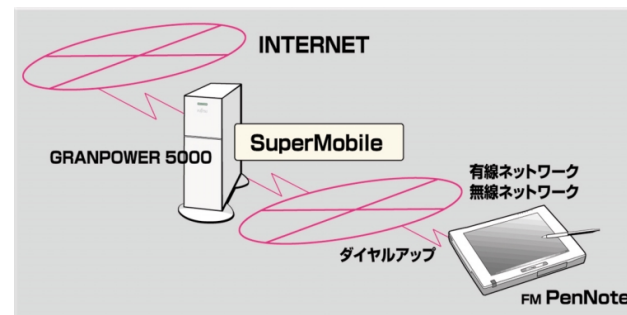 INTERNET
SuperMobile
GRANPOWER 5000
有線ネットワーク
無線ネットワーク
ダイヤルアップ
FM PenNote